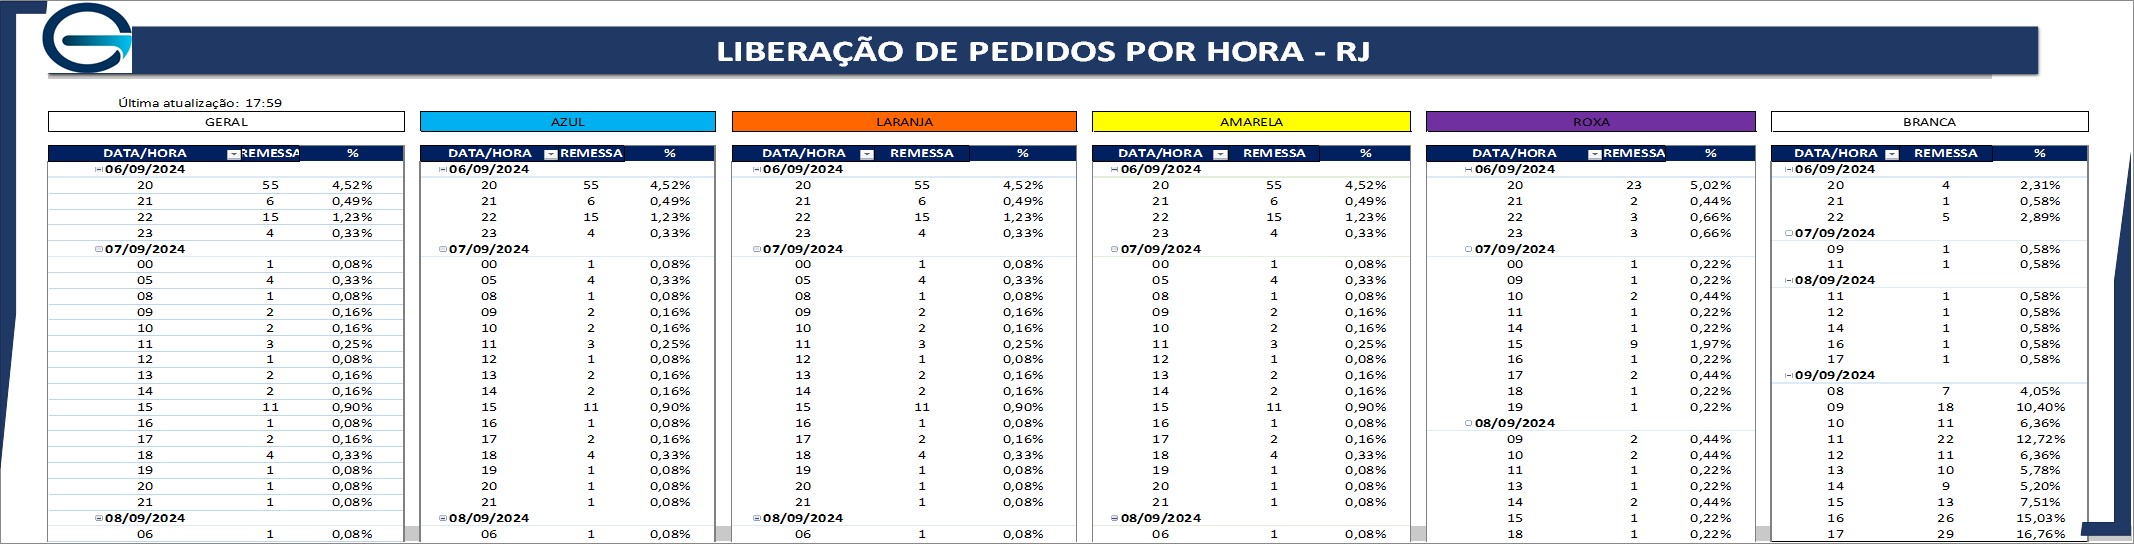 LIBERAÇÃO DE PEDIDOS POR HORA - RJ
Última atualização: 17:59
GERAL AZUL LARANJA AMARELA ROXA BRANCA
DATA/HORA REMESSA % DATA/HORA REMESSA % DATA/HORA REMESSA % DATA/HORA REMESSA % DATA/HORA REMESSA % DATA/HORA REMESSA %
06/09/2024 06/09/2024 06/09/2024 06/09/2024 06/09/2024 06/09/2024
20 55 4,52% 20 55 4,52% 20 55 4,52% 20 55 4,52% 20 23 5,02% 20 4 2,31%
21 6 0,49% 21 6 0,49% 21 6 0,49% 21 6 0,49% 21 2 0,44% 21 1 0,58%
22 15 1,23% 22 15 1,23% 22 15 1,23% 22 15 1,23% 22 3 0,66% 22 5 2,89%
23 4 0,33% 23 4 0,33% 23 4 0,33% 23 4 0,33% 23 3 0,66% 07/09/2024
07/09/2024 07/09/2024 07/09/2024 07/09/2024 07/09/2024 09 1 0,58%
00 1 0,08% 00 1 0,08% 00 1 0,08% 00 1 0,08% 00 1 0,22% 11 1 0,58%
05 4 0,33% 05 4 0,33% 05 4 0,33% 05 4 0,33% 09 1 0,22% 08/09/2024
08 1 0,08% 08 1 0,08% 08 1 0,08% 08 1 0,08% 10 2 0,44% 11 1 0,58%
09 2 0,16% 09 2 0,16% 09 2 0,16% 09 2 0,16% 11 1 0,22% 12 1 0,58%
10 2 0,16% 10 2 0,16% 10 2 0,16% 10 2 0,16% 14 1 0,22% 14 1 0,58%
11 3 0,25% 11 3 0,25% 11 3 0,25% 11 3 0,25% 15 9 1,97% 16 1 0,58%
12 1 0,08% 12 1 0,08% 12 1 0,08% 12 1 0,08% 16 1 0,22% 17 1 0,58%
13 2 0,16% 13 2 0,16% 13 2 0,16% 13 2 0,16% 17 2 0,44% 09/09/2024
14 2 0,16% 14 2 0,16% 14 2 0,16% 14 2 0,16% 18 1 0,22% 08 7 4,05%
15 11 0,90% 15 11 0,90% 15 11 0,90% 15 11 0,90% 19 1 0,22% 09 18 10,40%
16 1 0,08% 16 1 0,08% 16 1 0,08% 16 1 0,08% 08/09/2024 10 11 6,36%
17 2 0,16% 17 2 0,16% 17 2 0,16% 17 2 0,16% 09 2 0,44% 11 22 12,72%
18 4 0,33% 18 4 0,33% 18 4 0,33% 18 4 0,33% 10 2 0,44% 12 11 6,36%
19 1 0,08% 19 1 0,08% 19 1 0,08% 19 1 0,08% 11 1 0,22% 13 10 5,78%
20 1 0,08% 20 1 0,08% 20 1 0,08% 20 1 0,08% 13 1 0,22% 14 9 5,20%
21 1 0,08% 21 1 0,08% 21 1 0,08% 21 1 0,08% 14 2 0,44% 15 13 7,51%
08/09/2024 08/09/2024 08/09/2024 08/09/2024 15 1 0,22% 16 26 15,03%
06 1 0,08% 06 1 0,08% 06 1 0,08% 06 1 0,08% 18 1 0,22% 17 29 16,76%